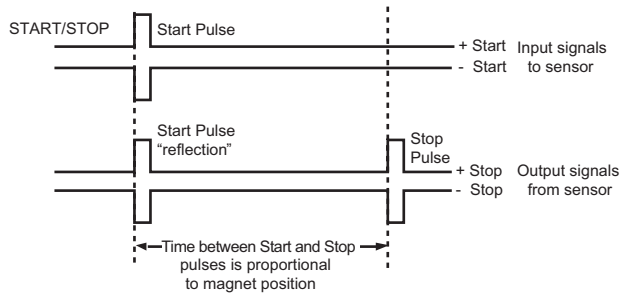 START/STOP
Start Pulse
+ Start
- Start
Input signals
to sensor
Start Pulse
“reflection”
Stop
Pulse
+ Stop
- Stop
Output signals
from sensor
Time between Start and Stop
pulses is proportional
to magnet position